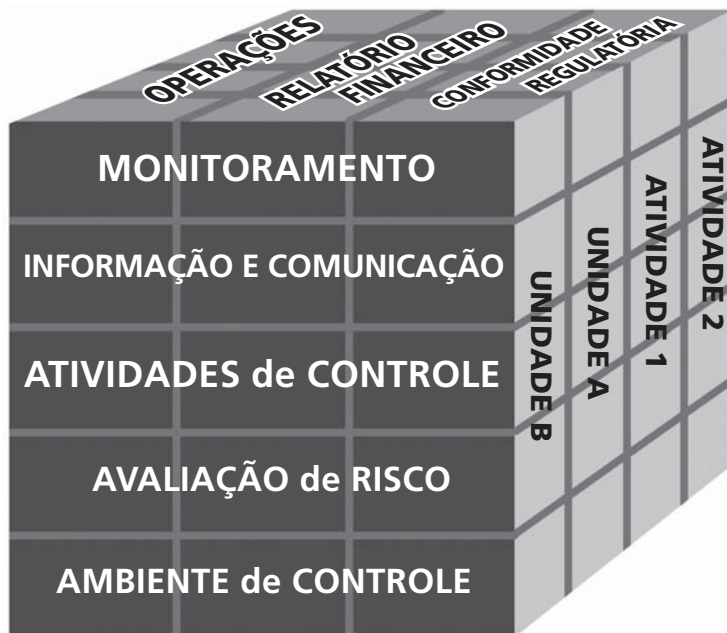 OPERAÇÕES
RELATÓRIO
FINANCEIRO
CONFORMIDADE
REGULATÓRIA
MONITORAMENTO
INFORMAÇÃO E COMUNICAÇÃO
ATIVIDADES de CONTROLE
AVALIAÇÃO de RISCO
AMBIENTE de CONTROLE
UNIDADE B
UNIDADE A
ATIVIDADE 1
ATIVIDADE 2